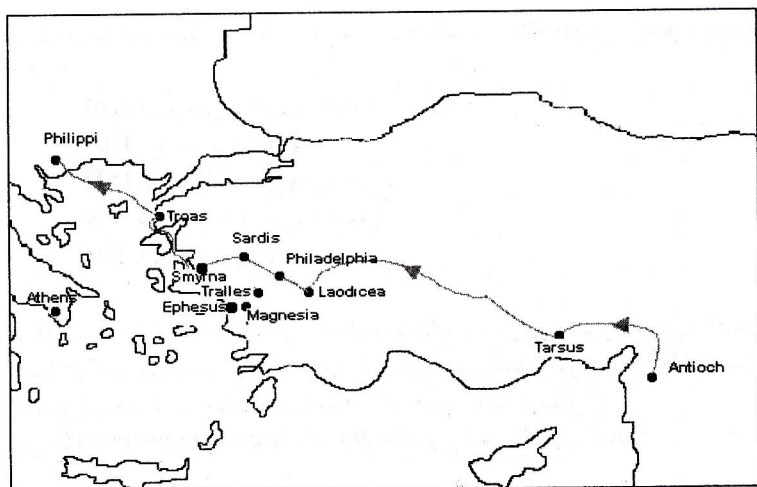 Philippi
Troas
Sardis
Philadelphia
Smyrna
Tralles
Laodicea
Athens
Ephesus
Magnesia
Tarsus
Antioch